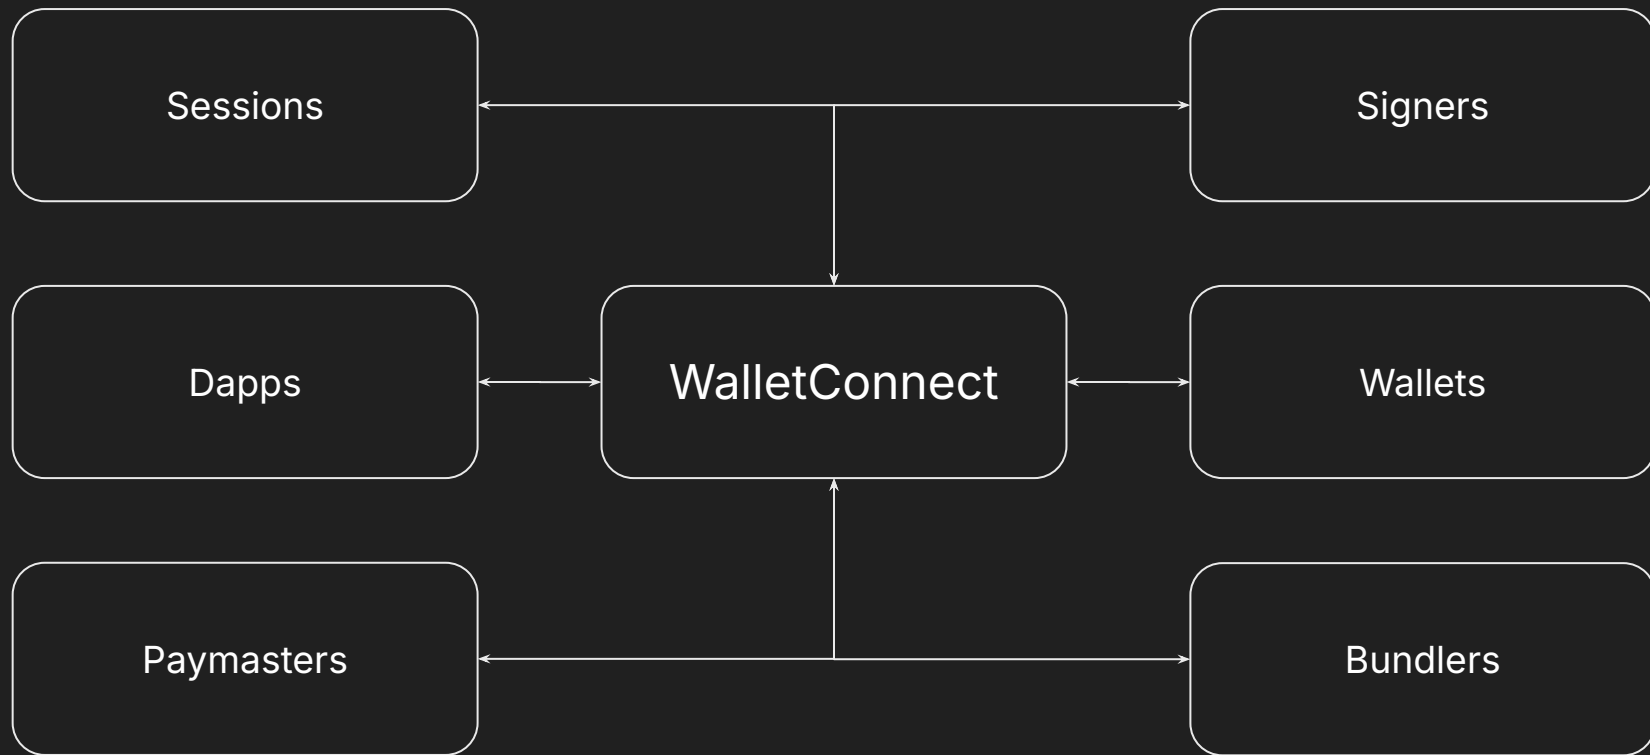 Sessions
Signers
Dapps
WalletConnect
Wallets
Paymasters
Bundlers